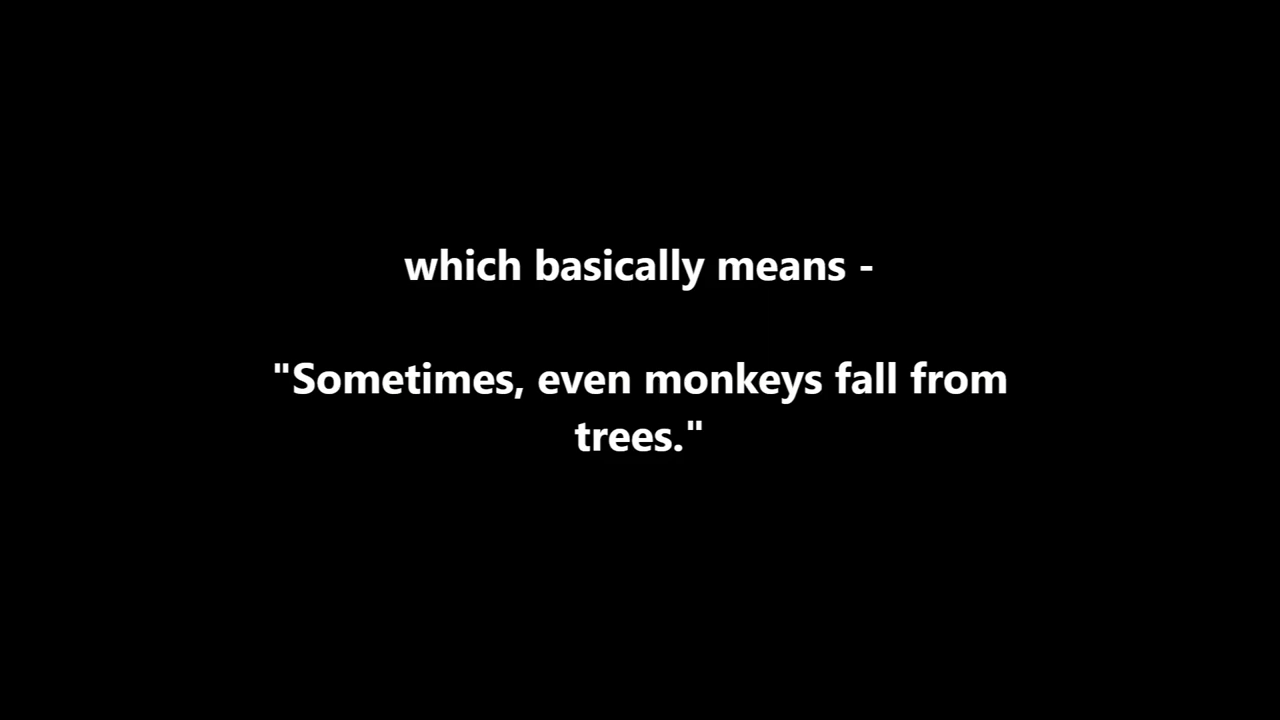 which basically means -
"Sometimes, even monkeys fall from
trees."